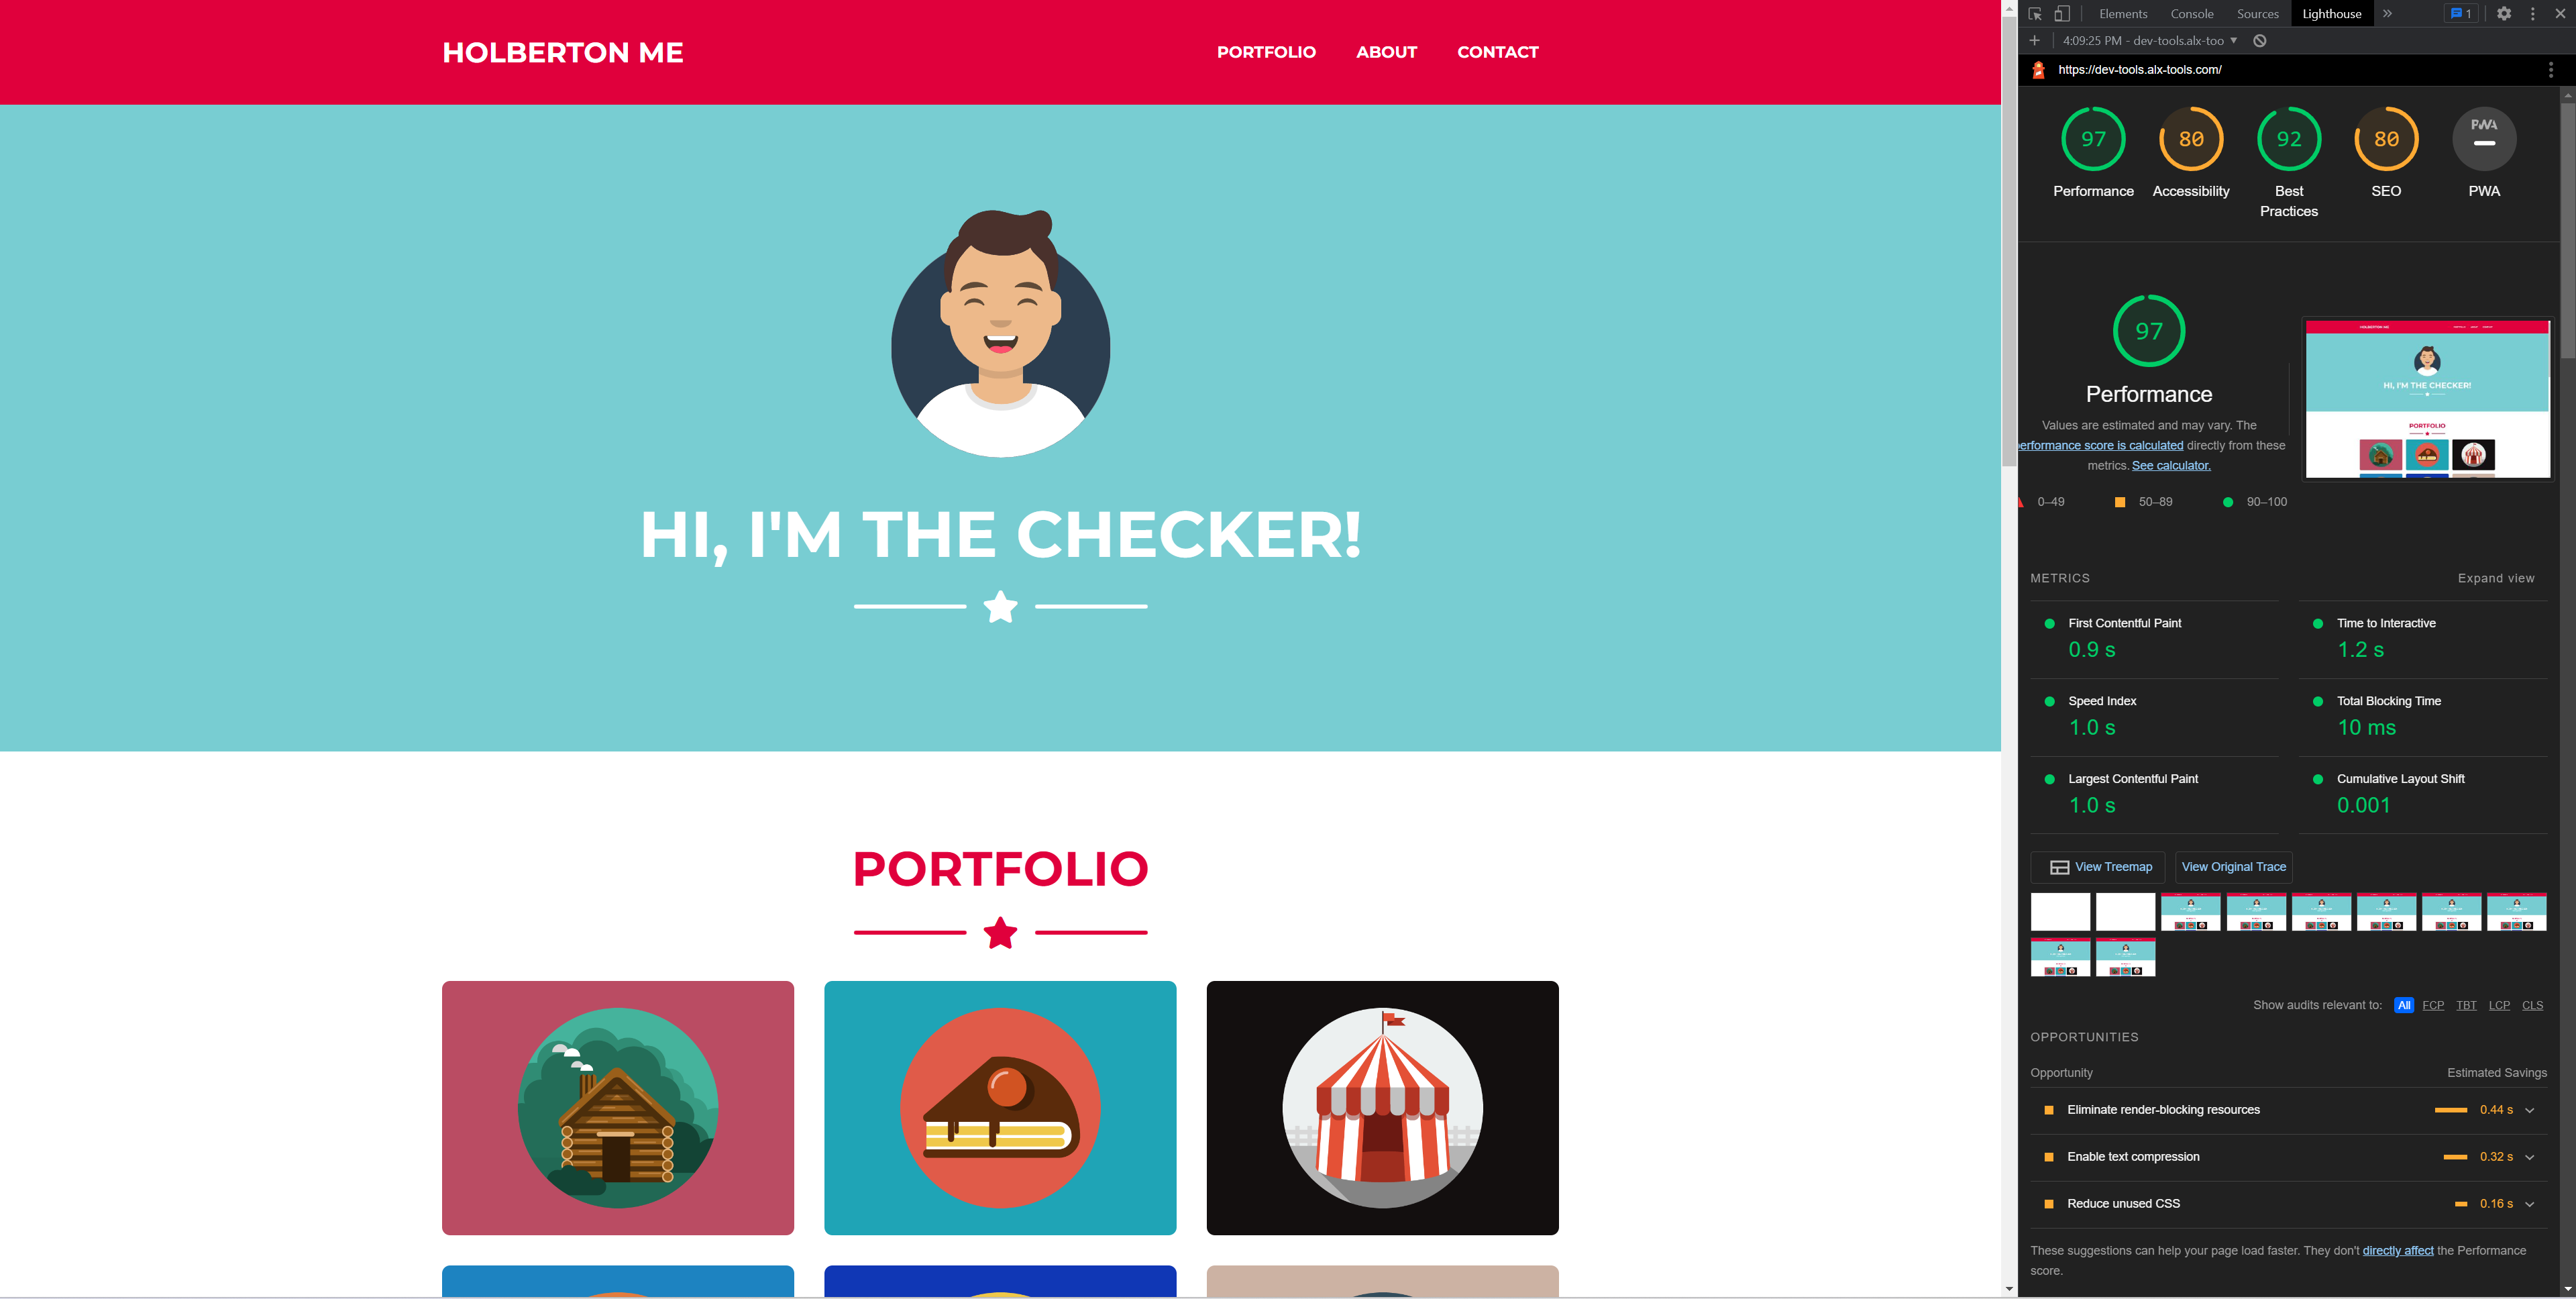 HOLBERTON ME
PORTFOLIO ABOUT CONTACT
HI, I'M THE CHECKER!
PORTFOLIO
Elements Console Sources Lighthouse » 1
4:09:25 PM - dev-tools.alx-too
https://dev-tools.alx-tools.com/
97 80 92 80 PWA
Performance Accessibility Best Practices SEO PWA
97
Performance
Values are estimated and may vary. The
erformance score is calculated directly from these
metrics. See calculator.
0–49 50–89 90–100
HOLBERTON ME
HI, I'M THE CHECKER!
PORTFOLIO
METRICS Expand view
First Contentful Paint
0.9 s
Time to Interactive
1.2 s
Speed Index
1.0 s
Total Blocking Time
10 ms
Largest Contentful Paint
1.0 s
Cumulative Layout Shift
0.001
View Treemap View Original Trace
Show audits relevant to: All FCP TBT LCP CLS
OPPORTUNITIES
Opportunity Estimated Savings
Eliminate render-blocking resources 0.44 s
Enable text compression 0.32 s
Reduce unused CSS 0.16 s
These suggestions can help your page load faster. They don't directly affect the Performance
score.